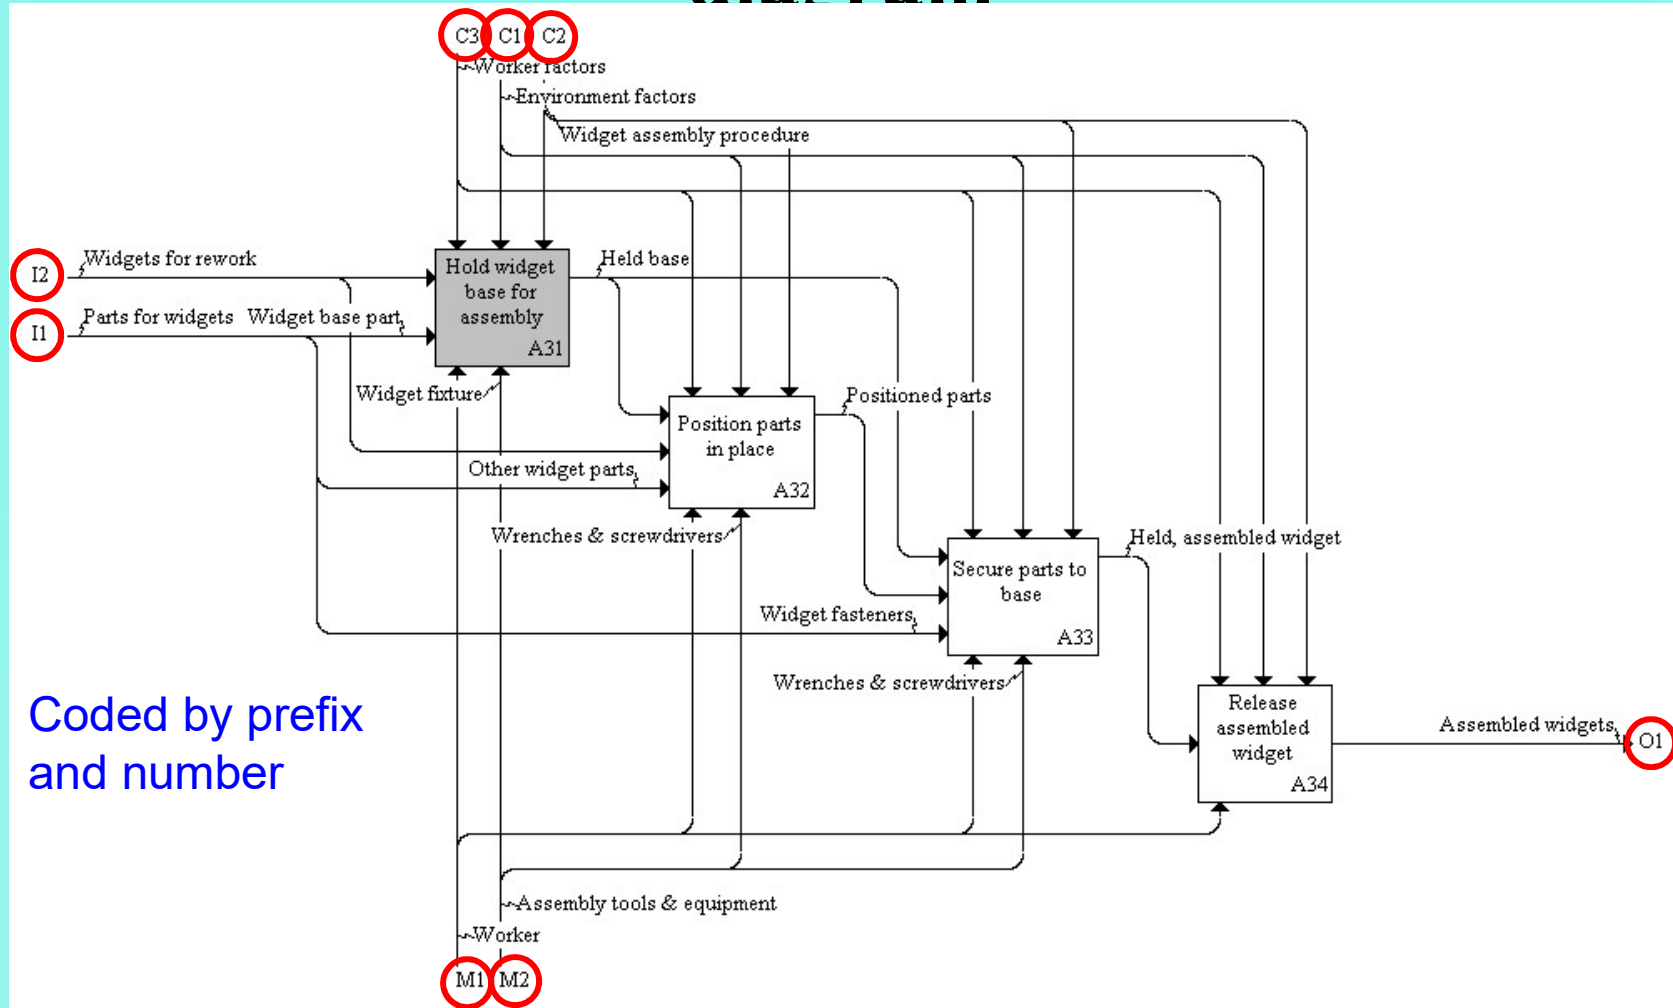 C3 C1 C2
Worker factors
Environment factors
Widget assembly procedure
I2
Widgets for rework
Hold widget
base for
assembly
A31
Held base
I1
Parts for widgets
Widget base part
Widget fixture
Position parts
in place
A32
Positioned parts
Other widget parts
Wrenches & screwdrivers
Secure parts to
base
A33
Held, assembled widget
Widget fasteners
Wrenches & screwdrivers
Coded by prefix
and number
Release
assembled
widget
A34
Assembled widgets
O1
Assembly tools & equipment
Worker
M1 M2